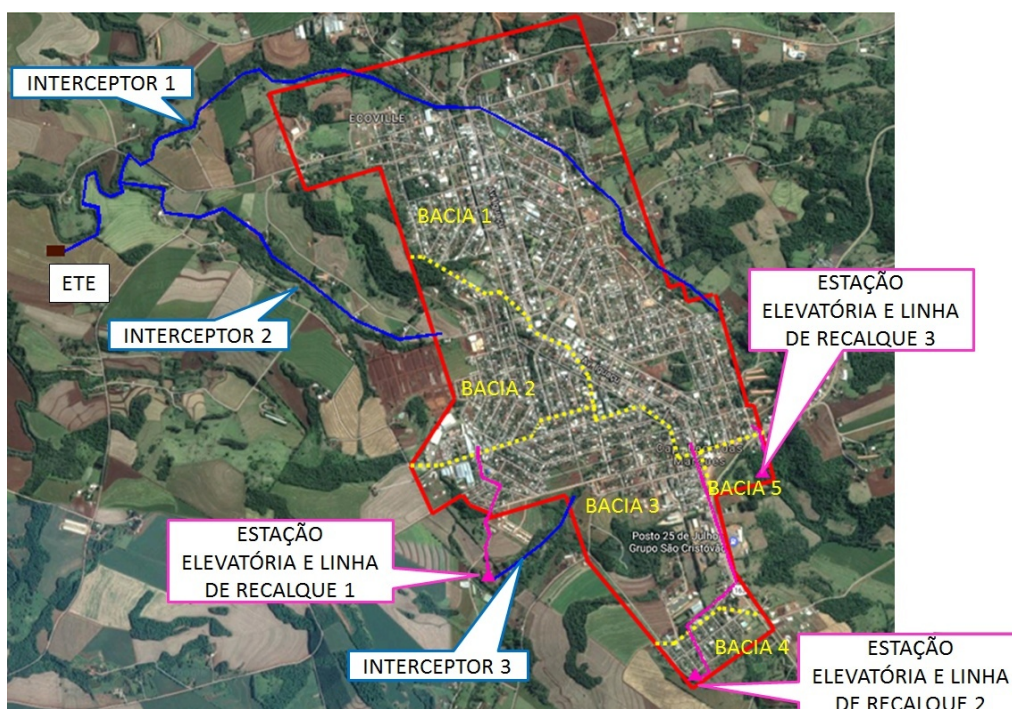 INTERCEPTOR 1
ECOVILLE
BACIA 1
ETE
ESTAÇÃO
ELEVATÓRIA E LINHA
DE RECALQUE 3
INTERCEPTOR 2
BACIA 2
BACIA 5
BACIA 3
ESTAÇÃO
ELEVATÓRIA E LINHA
DE RECALQUE 1
Posto 25 de Julho
Grupo São Cristóvão
INTERCEPTOR 3
BACIA 4
ESTAÇÃO
ELEVATÓRIA E LINHA
DE RECALQUE 2